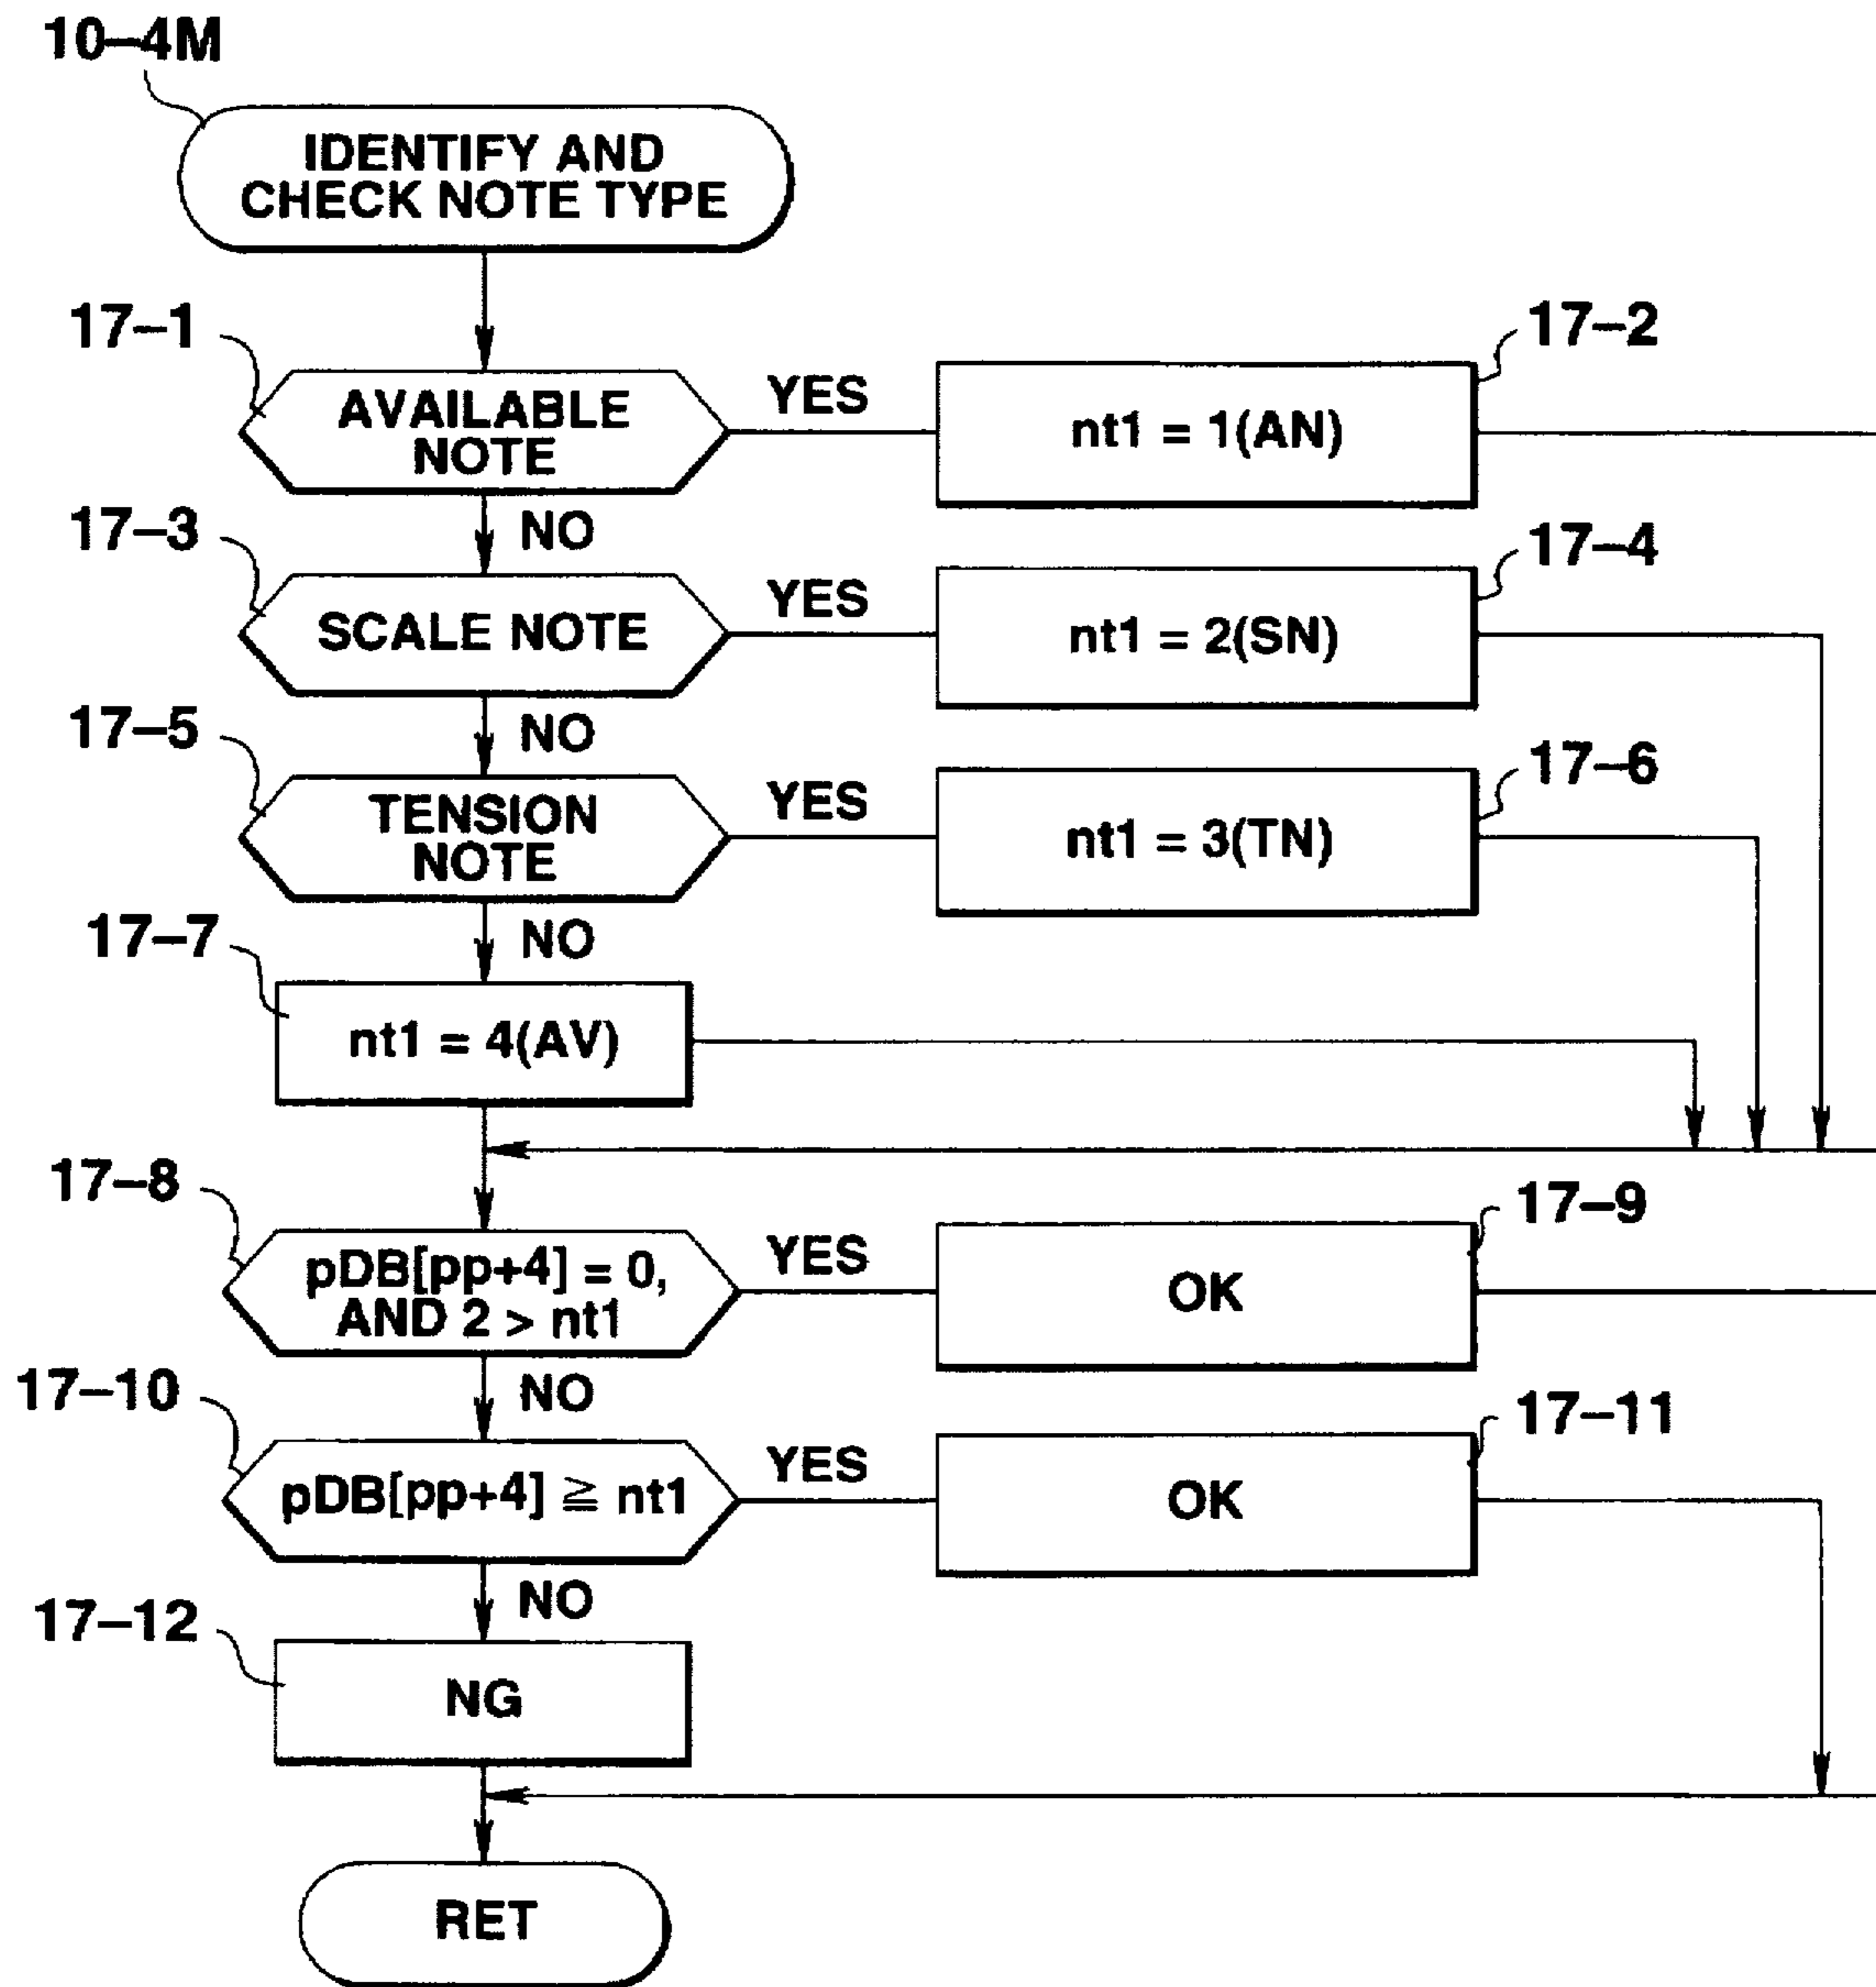 10–4M
IDENTIFY AND
CHECK NOTE TYPE
17–1
AVAILABLE
NOTE
YES
17–2
nt1 = 1(AN)
NO
17–3
SCALE NOTE
YES
17–4
nt1 = 2(SN)
NO
17–5
TENSION
NOTE
YES
17–6
nt1 = 3(TN)
NO
17–7
nt1 = 4(AV)
17–8
pDB[pp+4] = 0,
AND 2 > nt1
YES
17–9
OK
NO
17–10
pDB[pp+4] ≧ nt1
YES
17–11
OK
NO
17–12
NG
RET